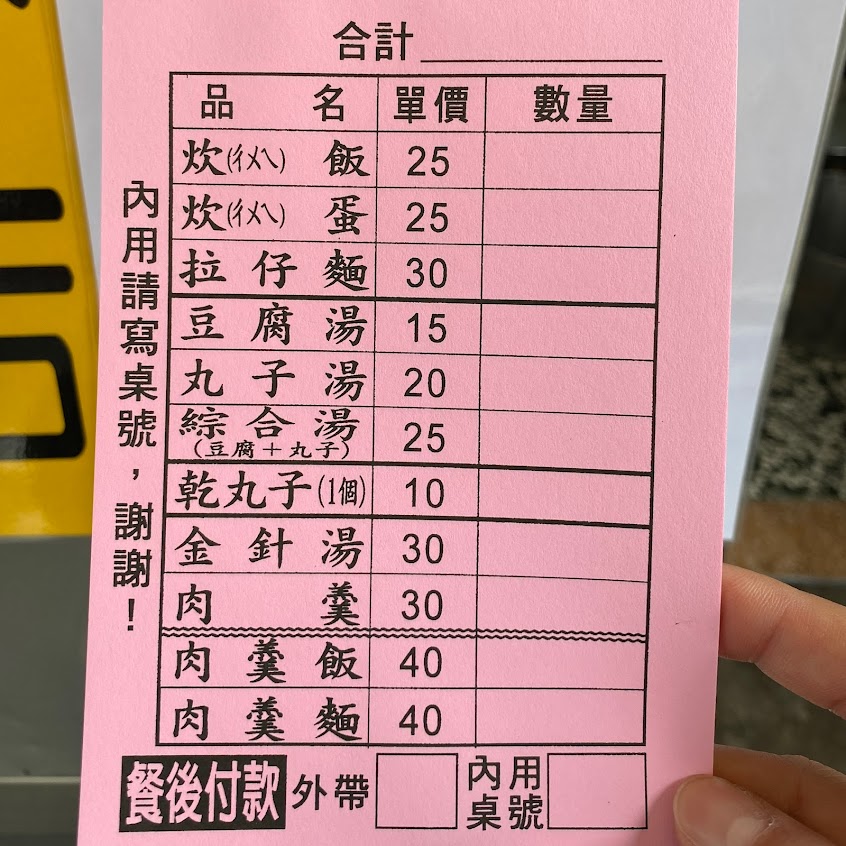 合計
品名 單價 數量
炊(ㄔㄨㄟ)飯 25
炊(ㄔㄨㄟ)蛋 25
拉仔麵 30
豆腐湯 15
丸子湯 20
綜合湯 25
(豆腐+丸子)
乾丸子(1個) 10
金針湯 30
肉羹 30
肉羹飯 40
肉羹麵 40
內用請寫桌號，謝謝！
餐後付款 外帶 內用桌號